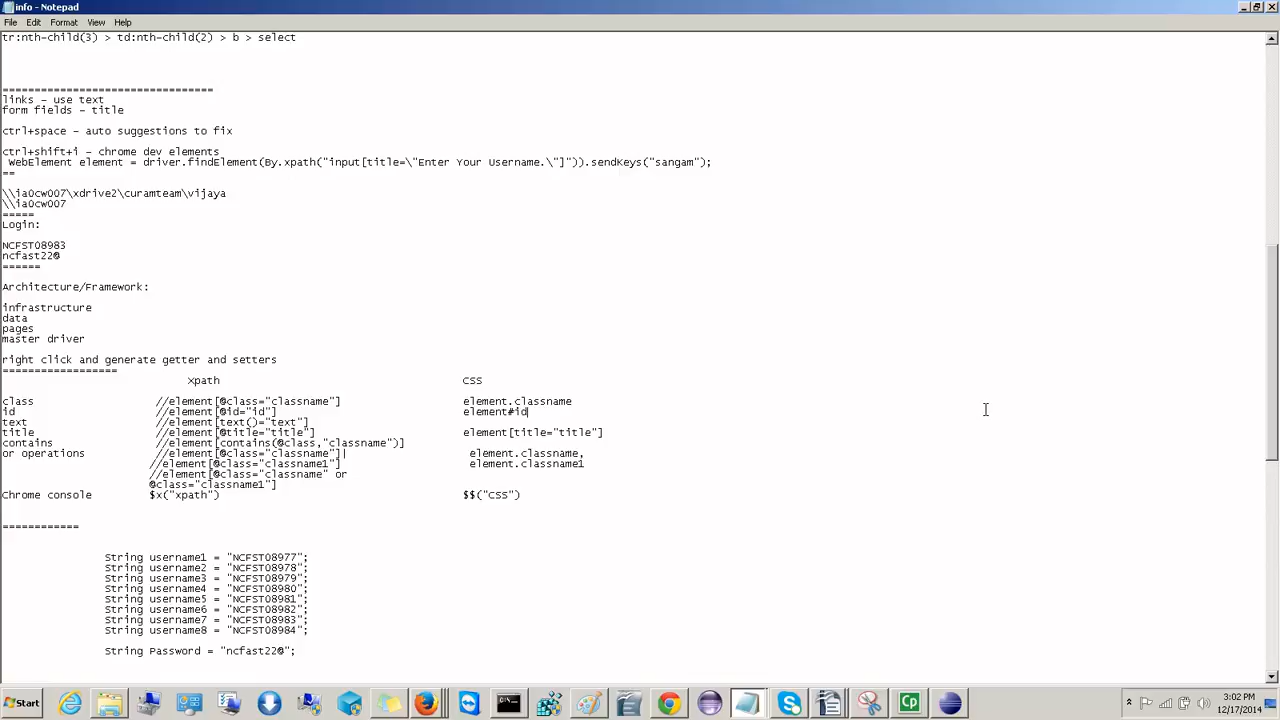 info - Notepad
File Edit Format View Help
tr:nth-child(3) > td:nth-child(2) > b > select
=================================
links - use text
form fields - title
ctrl+space - auto suggestions to fix
ctrl+shift+i - chrome dev elements
WebElement element = driver.findElement(By.xpath("input[title=\"Enter Your Username.\"]")).sendKeys("sangam");
==
\\ia0cw007\xdrive2\curamteam\vijaya
\\ia0cw007
=====
Login:
NCFST08983
ncfast22@
======
Architecture/Framework:
infrastructure
data
pages
master driver
right click and generate getter and setters
==================
Xpath CSS
class //element[@class="classname"] element.classname
id //element[@id="id"] element#id
text //element[text()="text"]
title //element[@title="title"] element[title="title"]
contains //element[contains(@class,"classname")]
or operations //element[@class="classname"]| element.classname,
//element[@class="classname1"] element.classname1
//element[@class="classname" or
@class="classname1"]
Chrome console $x("xpath") $$("CSS")
============
String username1 = "NCFST08977";
String username2 = "NCFST08978";
String username3 = "NCFST08979";
String username4 = "NCFST08980";
String username5 = "NCFST08981";
String username6 = "NCFST08982";
String username7 = "NCFST08983";
String username8 = "NCFST08984";
String Password = "ncfast22@";
Start
Cp
3:02 PM
12/17/2014